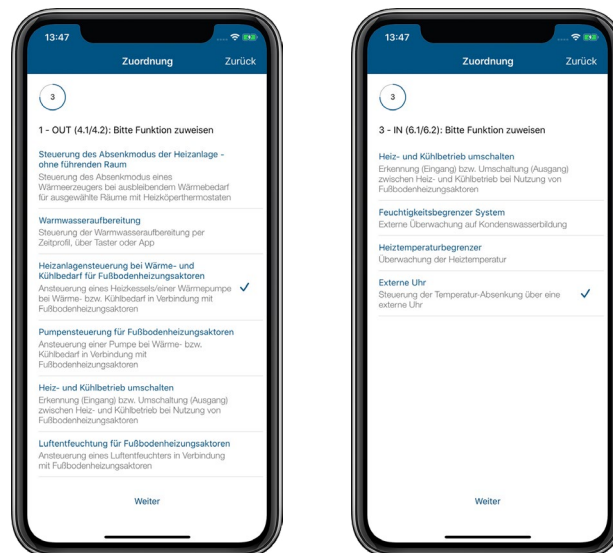 13:47
Zuordnung
Zurück
3
1 - OUT (4.1/4.2): Bitte Funktion zuweisen
Steuerung des Absenkmodus der Heizanlage -
ohne führenden Raum
Steuerung des Absenkmodus eines
Wärmeerzeugers bei ausbleibendem Wärmebedarf
für ausgewählte Räume mit Heizköperthermostaten
Warmwasseraufbereitung
Steuerung der Warmwasseraufbereitung per
Zeitprofil, über Taster oder App
Heizanlagensteuerung bei Wärme- und
Kühlbedarf für Fußbodenheizungsaktoren
Ansteuerung eines Heizkessels/einer Wärmepumpe
bei Wärme- bzw. Kühlbedarf in Verbindung mit
Fußbodenheizungsaktoren
Pumpensteuerung für Fußbodenheizungsaktoren
Ansteuerung einer Pumpe bei Wärme- bzw.
Kühlbedarf in Verbindung mit
Fußbodenheizungsaktoren
Heiz- und Kühlbetrieb umschalten
Erkennung (Eingang) bzw. Umschaltung (Ausgang)
zwischen Heiz- und Kühlbetrieb bei Nutzung von
Fußbodenheizungsaktoren
Luftentfeuchtung für Fußbodenheizungsaktoren
Ansteuerung eines Luftentfeuchters in Verbindung
mit Fußbodenheizungsaktoren
Weiter
13:47
Zuordnung
Zurück
3
3 - IN (6.1/6.2): Bitte Funktion zuweisen
Heiz- und Kühlbetrieb umschalten
Erkennung (Eingang) bzw. Umschaltung (Ausgang)
zwischen Heiz- und Kühlbetrieb bei Nutzung von
Fußbodenheizungsaktoren
Feuchtigkeitsbegrenzer System
Externe Überwachung auf Kondenswasserbildung
Heiztemperaturbegrenzer
Überwachung der Heiztemperatur
Externe Uhr
Steuerung der Temperatur-Absenkung über eine
externe Uhr
Weiter